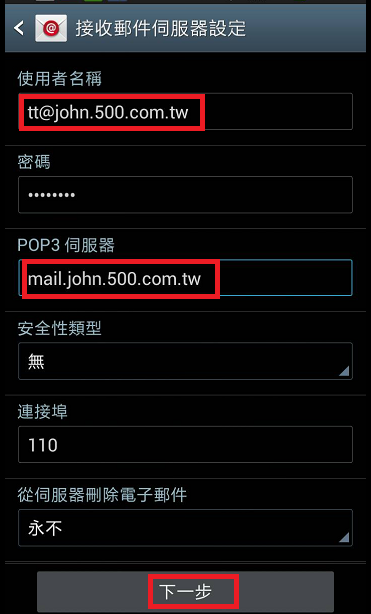 接收郵件伺服器設定
使用者名稱
tt@john.500.com.tw
密碼
••••••••
POP3 伺服器
mail.john.500.com.tw
安全性類型
無
連接埠
110
從伺服器刪除電子郵件
永不
下一步